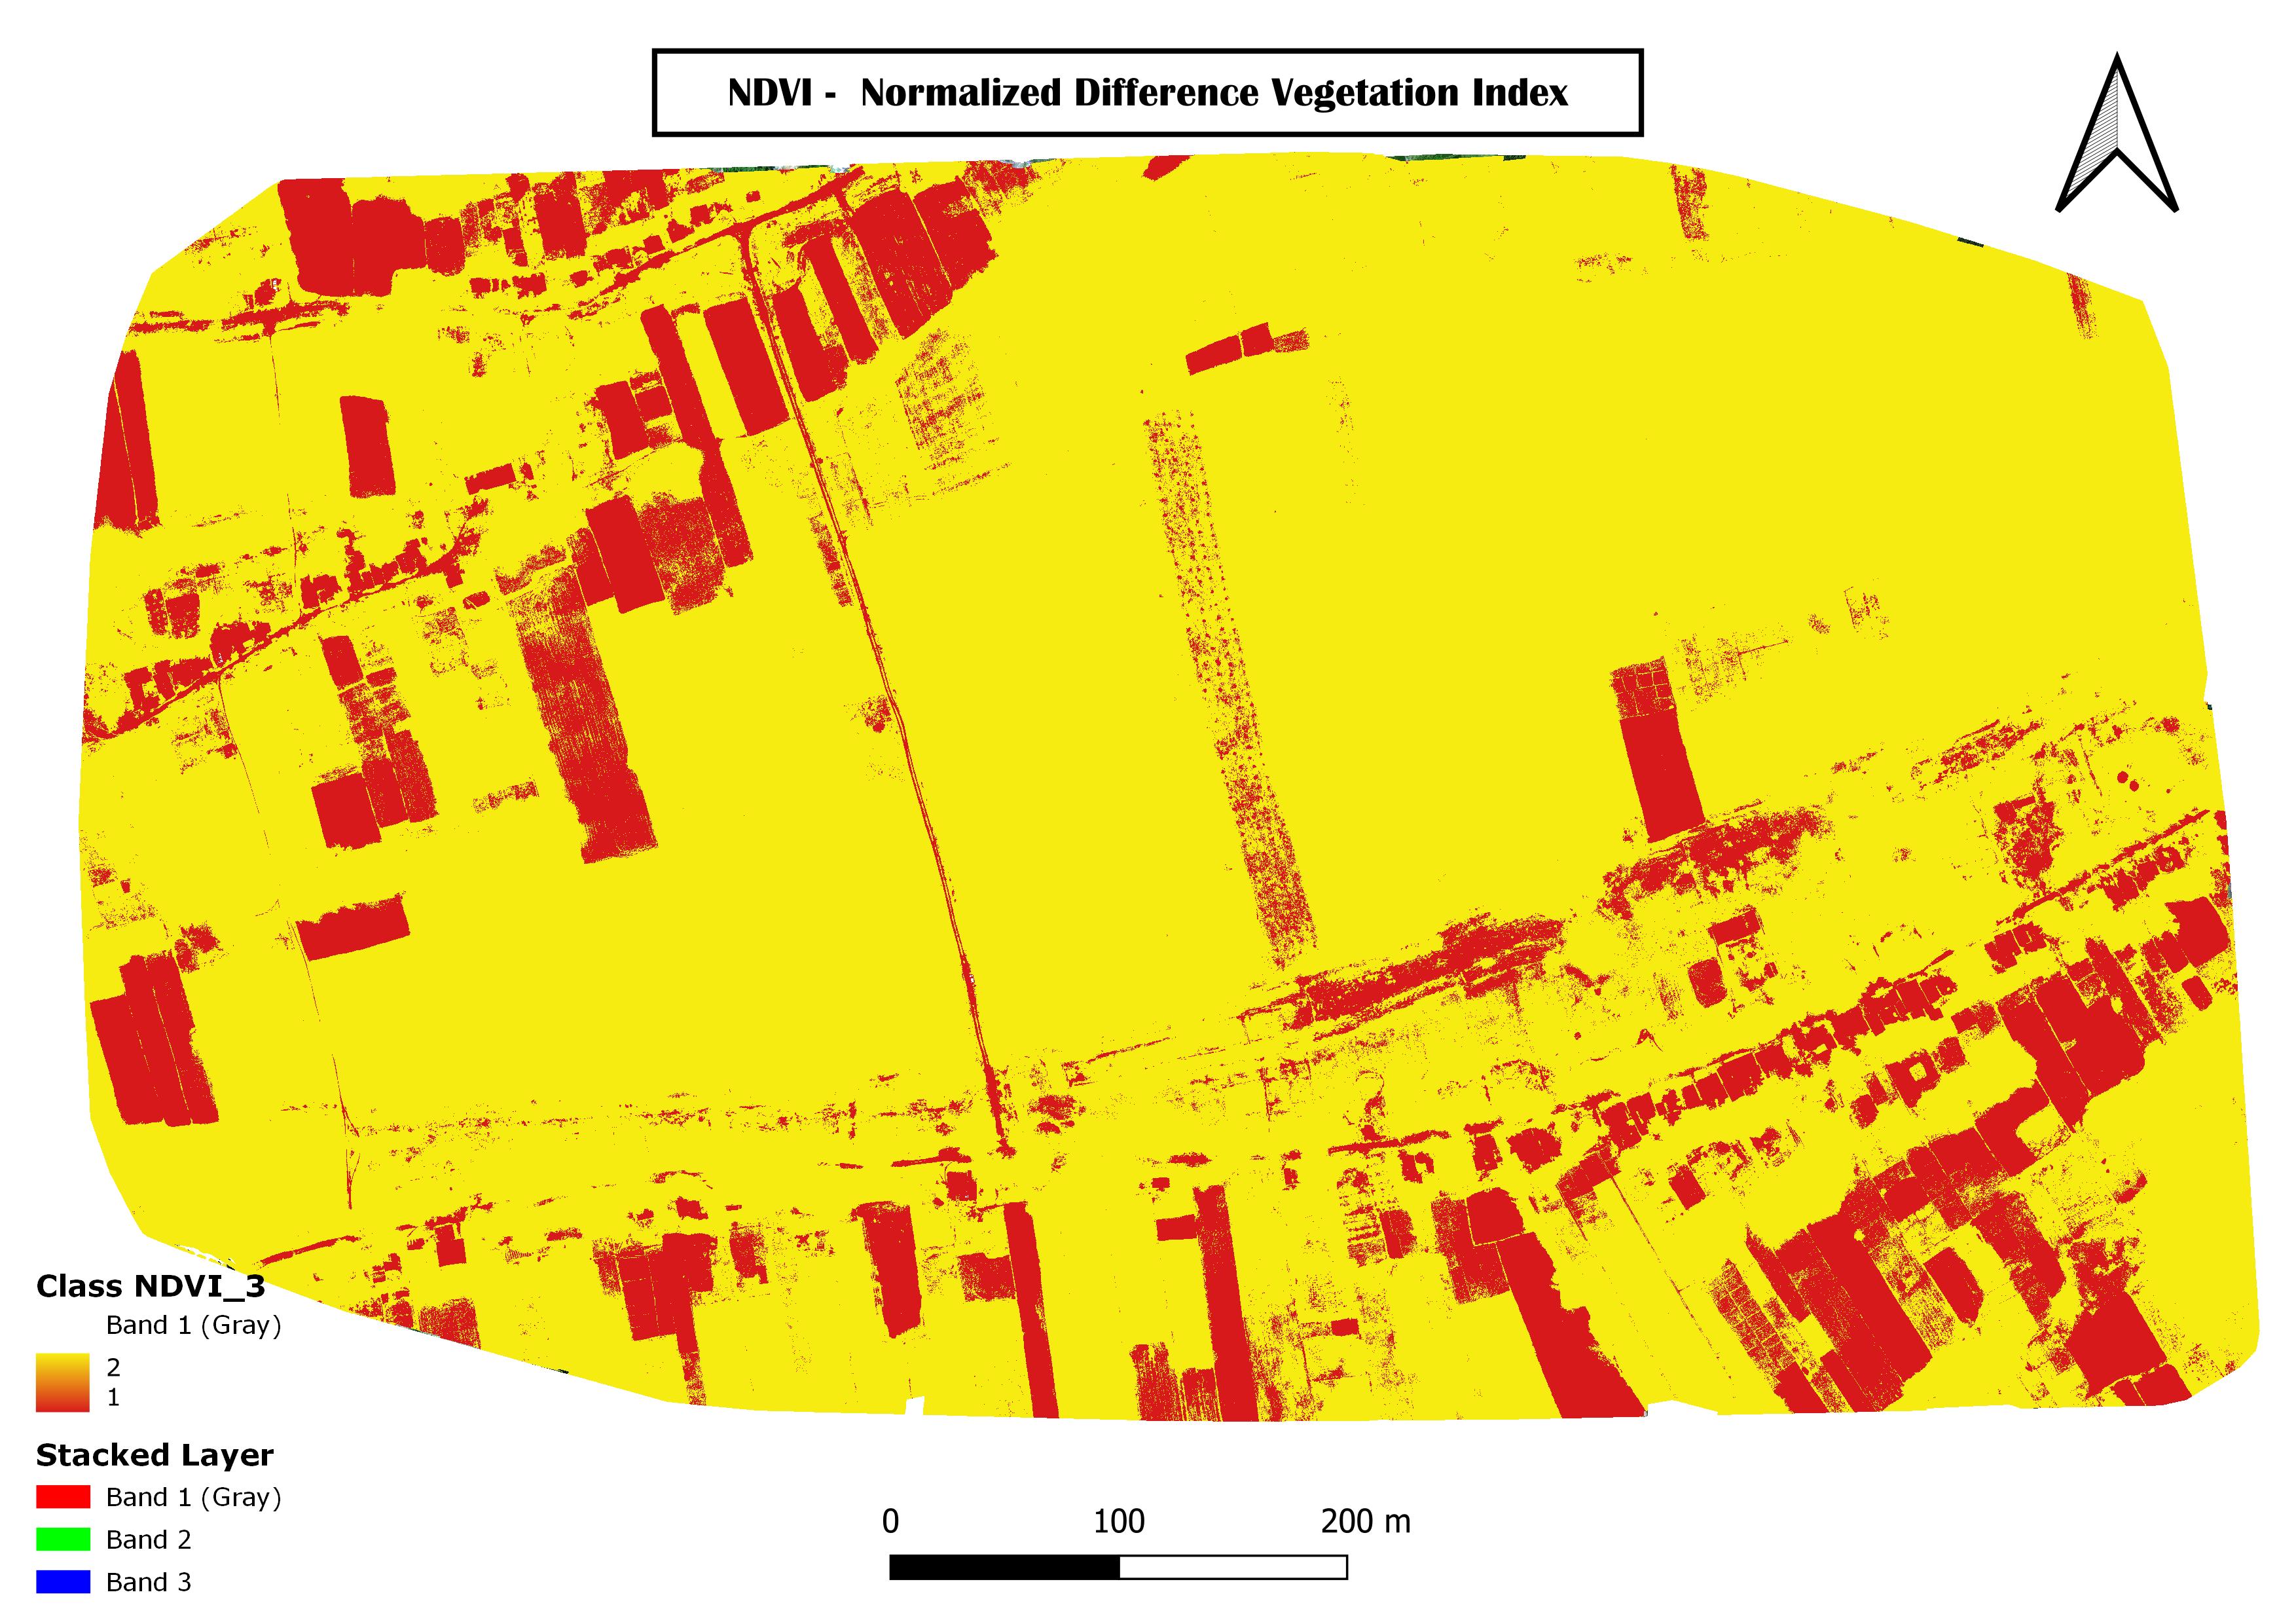 NDVI -  Normalized Difference Vegetation Index
Class NDVI_3
Band 1 (Gray)
2
1
Stacked Layer
Band 1 (Gray)
Band 2
Band 3
0 100 200 m